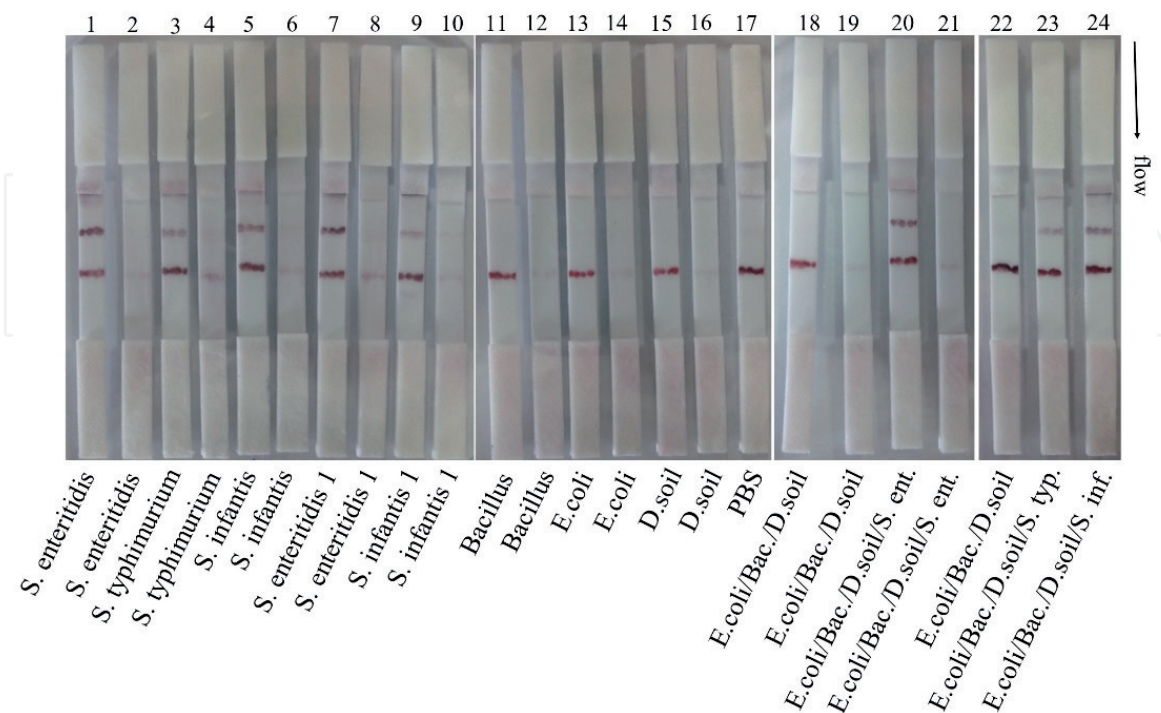 1 2 3 4 5 6 7 8 9 10 11 12 13 14 15 16 17 18 19 20 21 22 23 24
flow
S. enteritidis
S. enteritidis
S. typhimurium
S. typhimurium
S. infantis
S. infantis
S. enteritidis 1
S. enteritidis 1
S. infantis 1
S. infantis 1
Bacillus
Bacillus
E.coli
E.coli
D.soil
D.soil
PBS
E.coli/Bac./D.soil
E.coli/Bac./D.soil
E.coli/Bac./D.soil/S. ent.
E.coli/Bac./D.soil/S. ent.
E.coli/Bac./D.soil
E.coli/Bac./D.soil/S. typ.
E.coli/Bac./D.soil/S. inf.